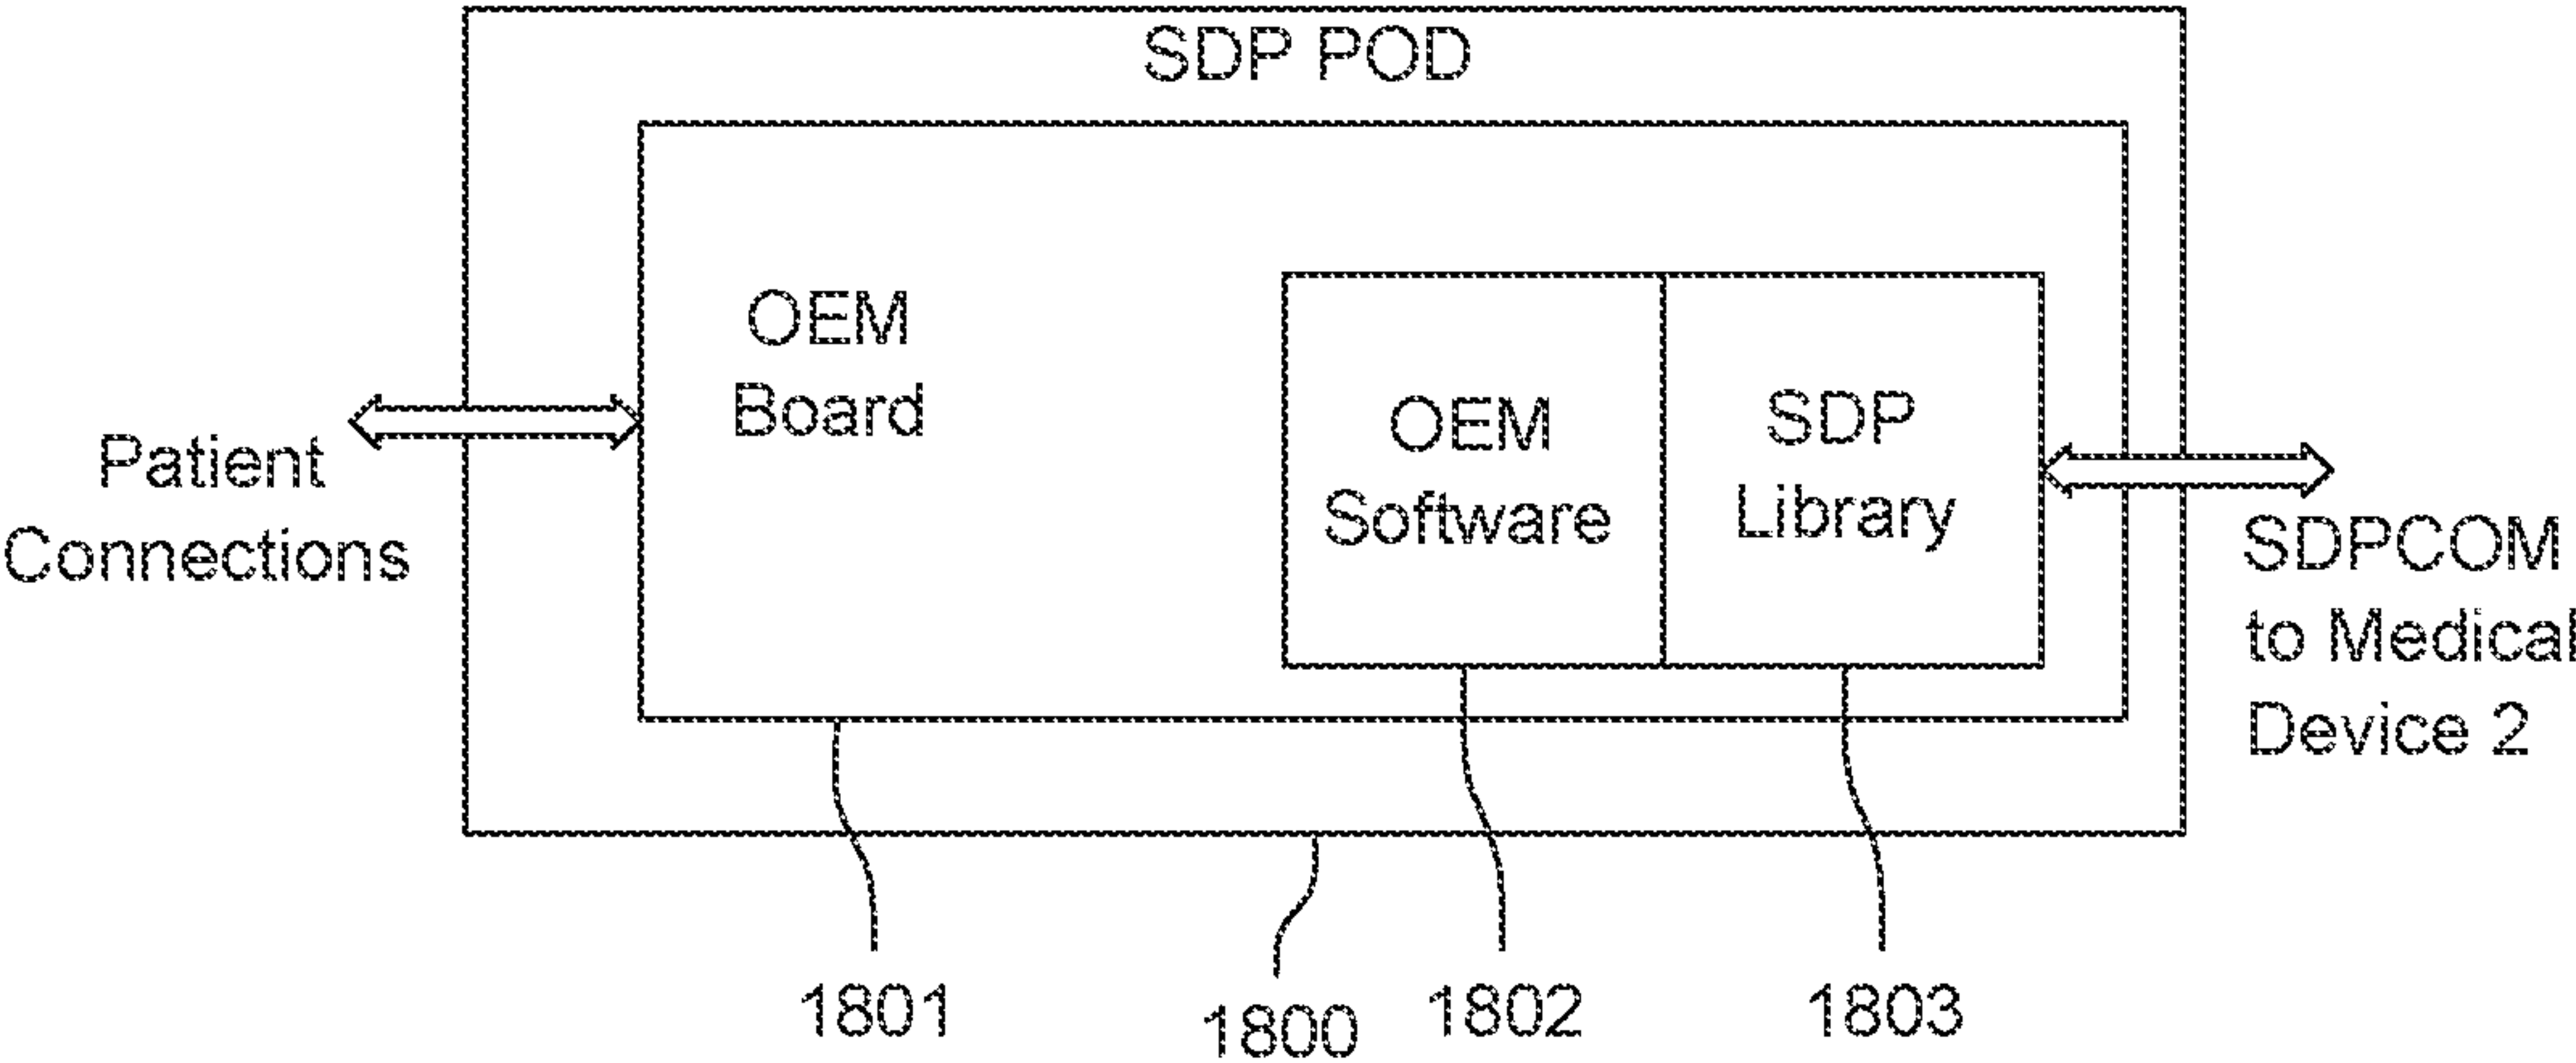 SDP POD
OEM
Board
OEM
Software
SDP
Library
Patient
Connections
SDPCOM
to Medical
Device 2
1801
1800
1802
1803